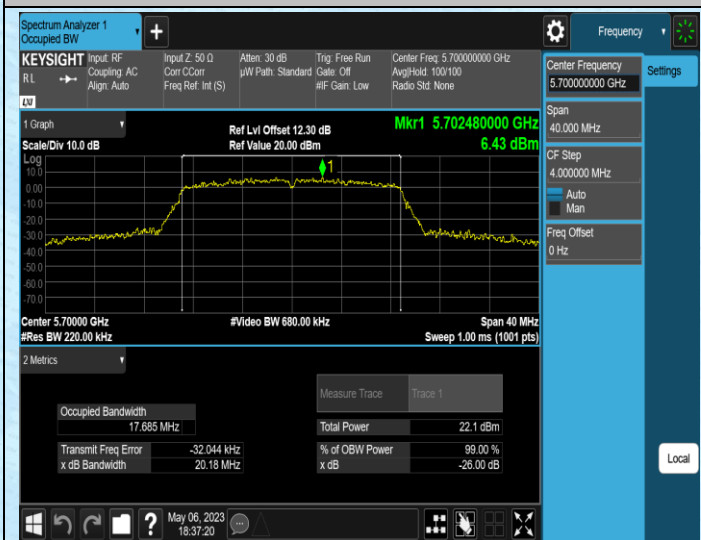 Spectrum Analyzer 1
Occupied BW
Frequency
KEYSIGHT
RL
LXI
Input: RF
Coupling: AC
Align: Auto
Input Z: 50 Ω
Corr CCorr
Freq Ref: Int (S)
Atten: 30 dB
µW Path: Standard
Trig: Free Run
Gate: Off
#IF Gain: Low
Center Freq: 5.700000000 GHz
Avg|Hold: 100/100
Radio Std: None
Center Frequency
5.700000000 GHz
Settings
Span
40.000 MHz
CF Step
4.000000 MHz
Auto
Man
Freq Offset
0 Hz
Local
1 Graph
Scale/Div 10.0 dB
Ref Lvl Offset 12.30 dB
Ref Value 20.00 dBm
Mkr1 5.702480000 GHz
6.43 dBm
Log
10.0
0.00
-10.0
-20.0
-30.0
-40.0
-50.0
-60.0
-70.0
1
Center 5.70000 GHz
#Video BW 680.00 kHz
Span 40 MHz
#Res BW 220.00 kHz
Sweep 1.00 ms (1001 pts)
2 Metrics
Measure Trace
Trace 1
Occupied Bandwidth
17.685 MHz
Total Power
22.1 dBm
Transmit Freq Error
-32.044 kHz
% of OBW Power
99.00 %
x dB Bandwidth
20.18 MHz
x dB
-26.00 dB
?
May 06, 2023
18:37:20